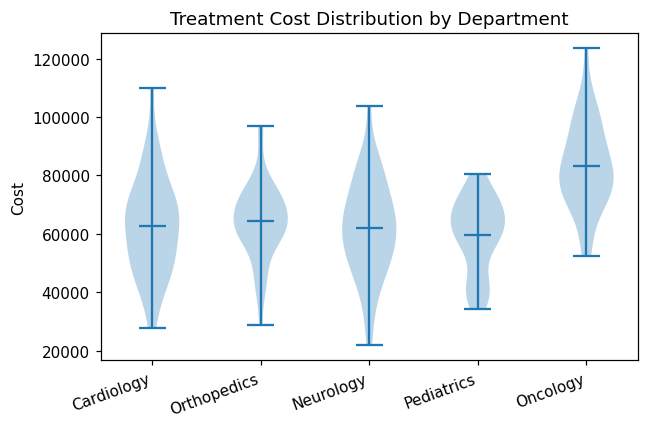 Treatment Cost Distribution by Department
120000
100000
80000
60000
40000
20000
Cost
Cardiology
Orthopedics
Neurology
Pediatrics
Oncology